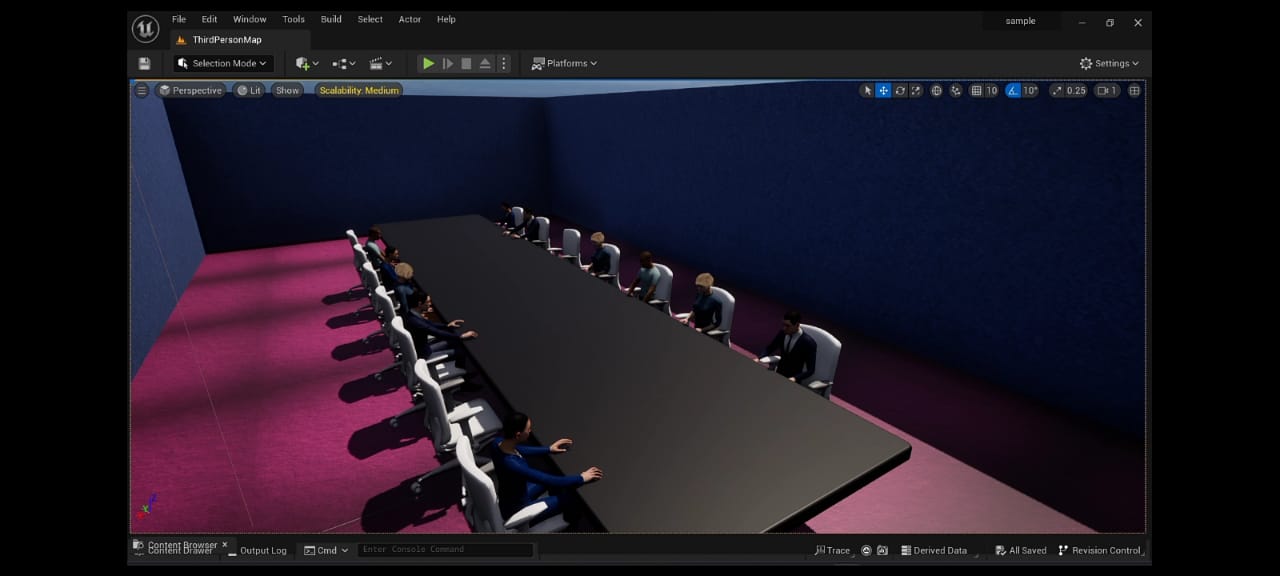 File Edit Window Tools Build Select Actor Help
sample
ThirdPersonMap
Selection Mode
Platforms
Settings
Perspective Lit Show Scalability: Medium
10 10° 0.25 1
Z
Content Browser
Content Drawer Output Log Cmd Enter Console Command
Trace Derived Data All Saved Revision Control